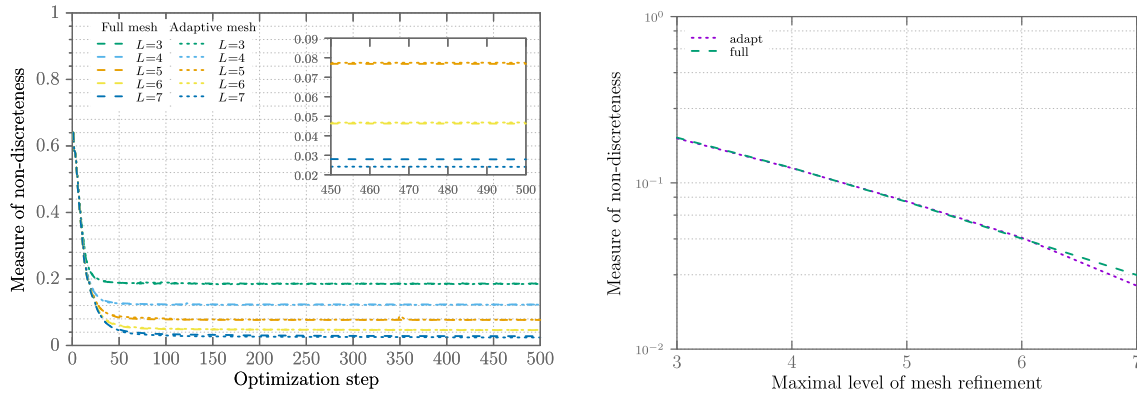 Measure of non-discreteness
1
0.8
0.6
0.4
0.2
0
Full mesh Adaptive mesh
L=3 L=3
L=4 L=4
L=5 L=5
L=6 L=6
L=7 L=7
0.09
0.08
0.07
0.06
0.05
0.04
0.03
0.02
450 460 470 480 490 500
0 50 100 150 200 250 300 350 400 450 500
Optimization step
Measure of non-discreteness
10^0
10^−1
10^−2
adapt
full
3 4 5 6 7
Maximal level of mesh refinement